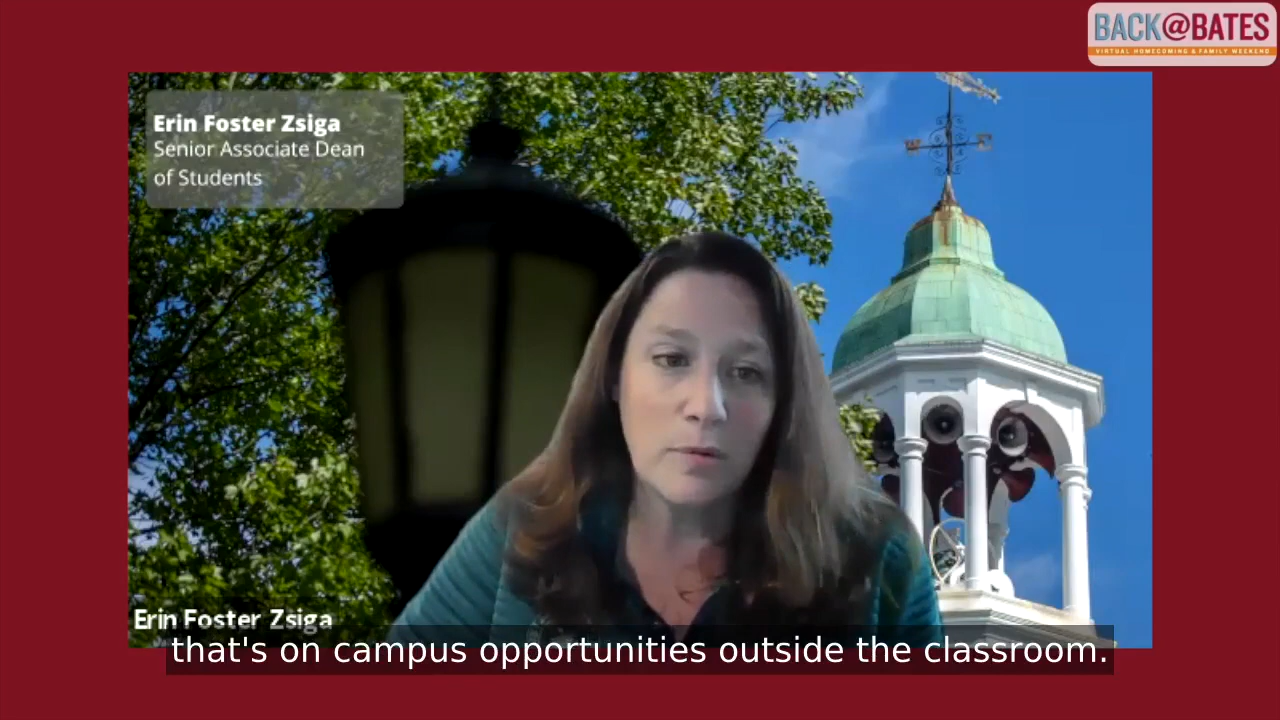 BACK@BATES
VIRTUAL HOMECOMING & FAMILY WEEKEND
Erin Foster Zsiga
Senior Associate Dean
of Students
W
Erin Foster Zsiga
that's on campus opportunities outside the classroom.